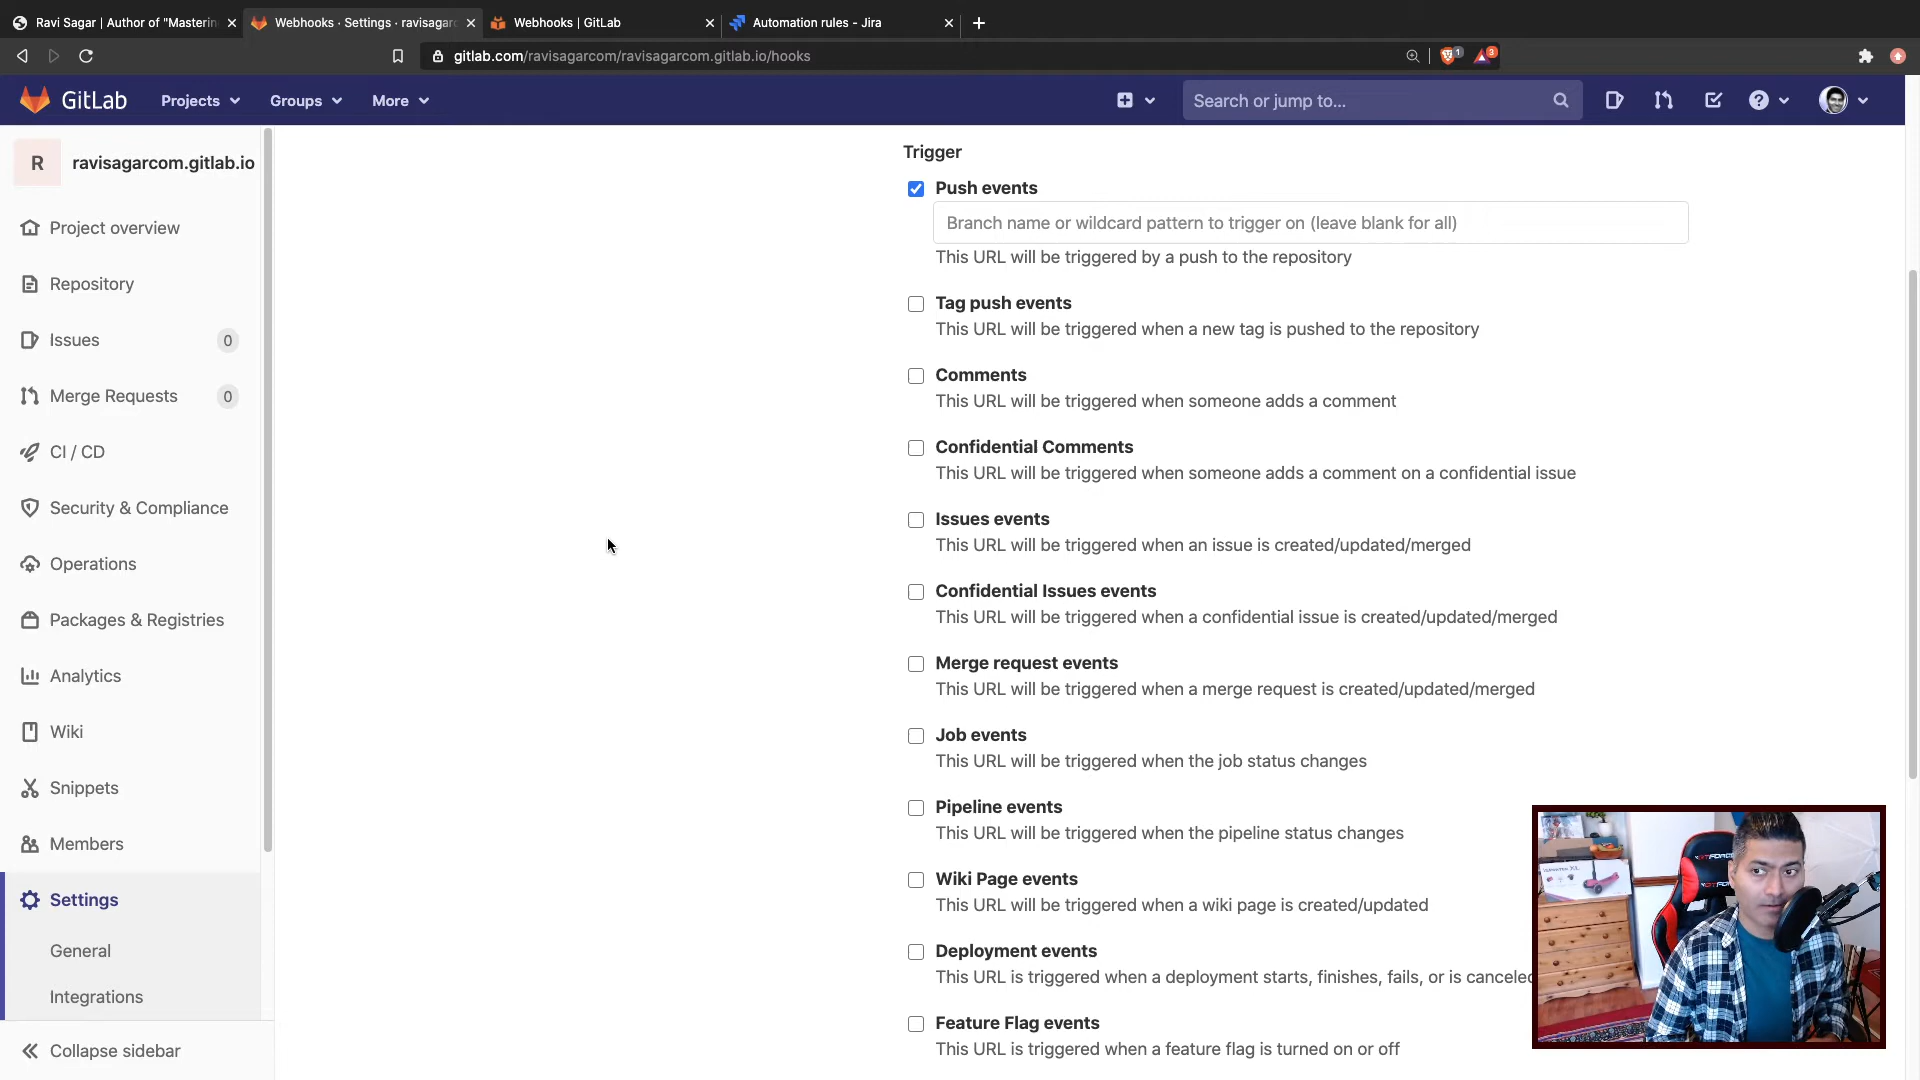 Ravi Sagar | Author of "Masterin
Webhooks · Settings · ravisagarc
Webhooks | GitLab
Automation rules - Jira
gitlab.com/ravisagarcom/ravisagarcom.gitlab.io/hooks
1
3
GitLab
Projects
Groups
More
Search or jump to...
R
ravisagarcom.gitlab.io
Project overview
Repository
Issues 0
Merge Requests 0
CI / CD
Security & Compliance
Operations
Packages & Registries
Analytics
Wiki
Snippets
Members
Settings
General
Integrations
Collapse sidebar
Trigger
Push events
Branch name or wildcard pattern to trigger on (leave blank for all)
This URL will be triggered by a push to the repository
Tag push events
This URL will be triggered when a new tag is pushed to the repository
Comments
This URL will be triggered when someone adds a comment
Confidential Comments
This URL will be triggered when someone adds a comment on a confidential issue
Issues events
This URL will be triggered when an issue is created/updated/merged
Confidential Issues events
This URL will be triggered when a confidential issue is created/updated/merged
Merge request events
This URL will be triggered when a merge request is created/updated/merged
Job events
This URL will be triggered when the job status changes
Pipeline events
This URL will be triggered when the pipeline status changes
Wiki Page events
This URL will be triggered when a wiki page is created/updated
Deployment events
This URL is triggered when a deployment starts, finishes, fails, or is canceled
Feature Flag events
This URL is triggered when a feature flag is turned on or off